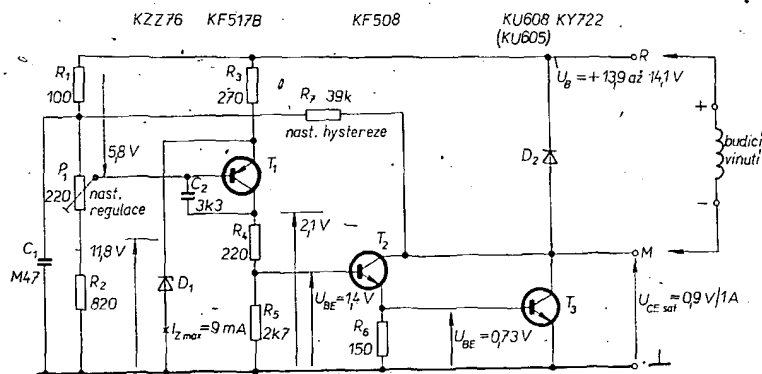 KZZ76 KF517B KF508 KU608 KY722
(KU605)
R1
100
R3
270
R7 39k
nast. hystereze
R
UB = +13,9 až 14,1 V
+
budicí
vinutí
-
5,8 V
P1
220
nast.
regulace
C2
3k3
T1
D2
2,1 V
R4
220
T2
M
C1
M47
11,8 V
R2
820
D1
IZ max = 9 mA
R5
2k7
UBE = 1,4 V
R6
150
UBE = 0,73 V
T3
UCE sat = 0,9 V/1A